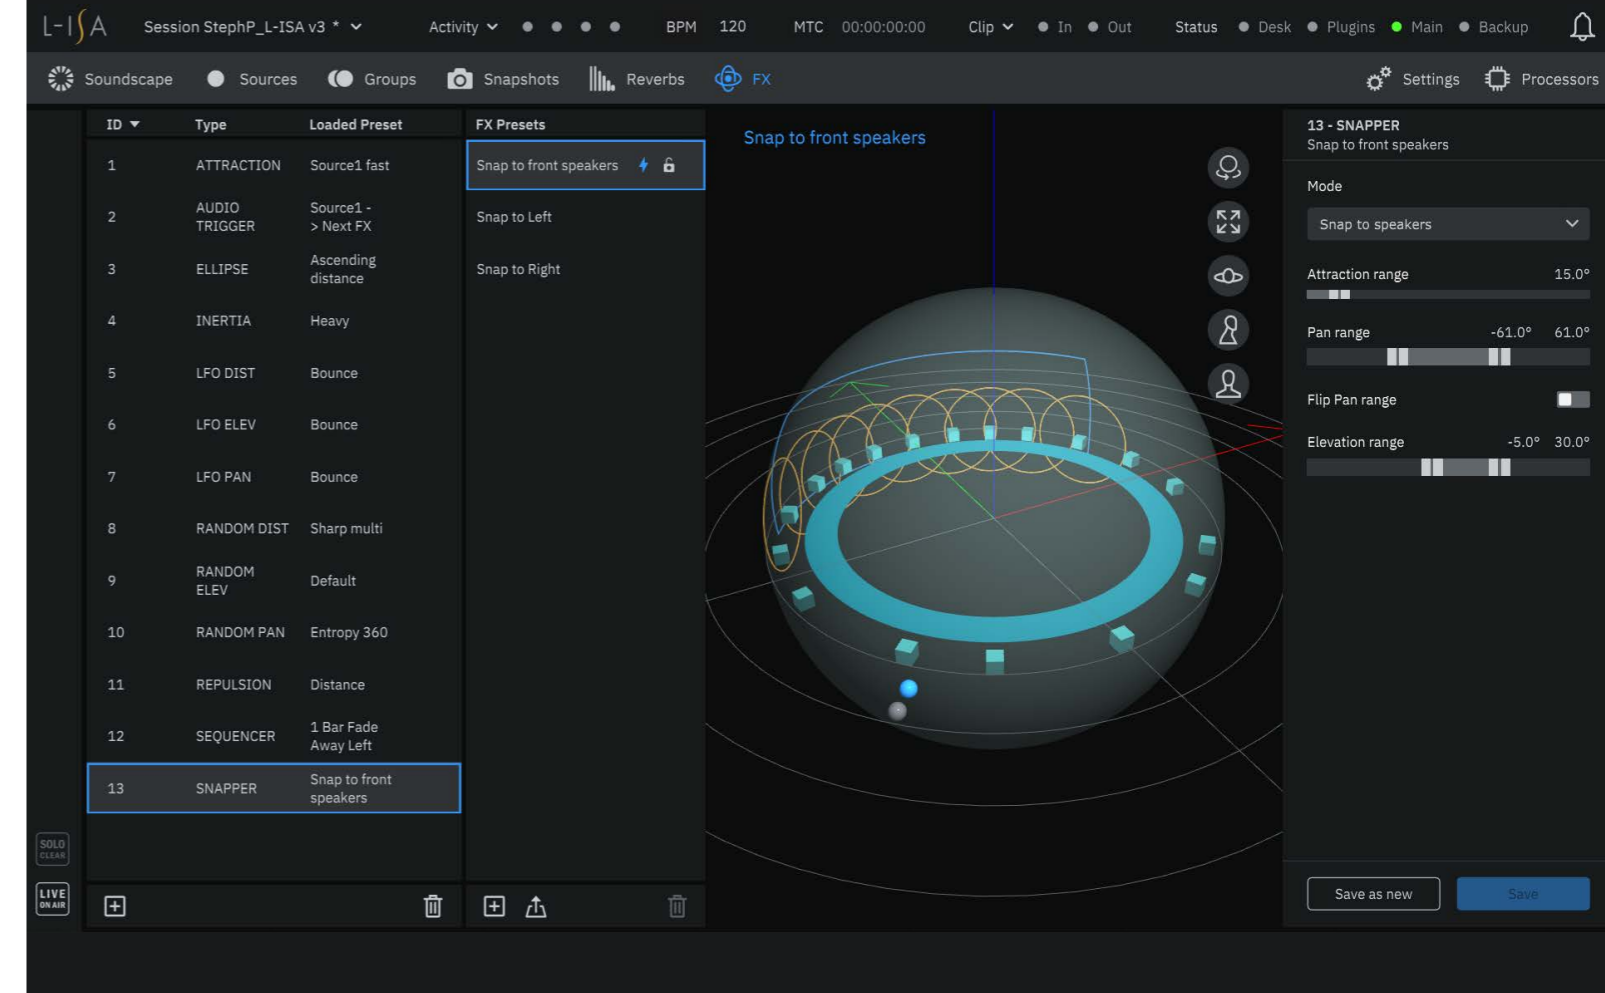 L-ISA Session StephP_L-ISA v3 * Activity BPM 120 MTC 00:00:00:00 Clip In Out Status Desk Plugins Main Backup
Soundscape Sources Groups Snapshots Reverbs FX Settings Processors
ID Type Loaded Preset
1 ATTRACTION Source1 fast
2 AUDIO TRIGGER Source1 -> Next FX
3 ELLIPSE Ascending distance
4 INERTIA Heavy
5 LFO DIST Bounce
6 LFO ELEV Bounce
7 LFO PAN Bounce
8 RANDOM DIST Sharp multi
9 RANDOM ELEV Default
10 RANDOM PAN Entropy 360
11 REPULSION Distance
12 SEQUENCER 1 Bar Fade Away Left
13 SNAPPER Snap to front speakers
FX Presets
Snap to front speakers
Snap to Left
Snap to Right
Snap to front speakers
13 - SNAPPER
Snap to front speakers
Mode
Snap to speakers
Attraction range 15.0°
Pan range -61.0° 61.0°
Flip Pan range
Elevation range -5.0° 30.0°
Save as new Save
SOLO
CLEAR
LIVE
ON AIR